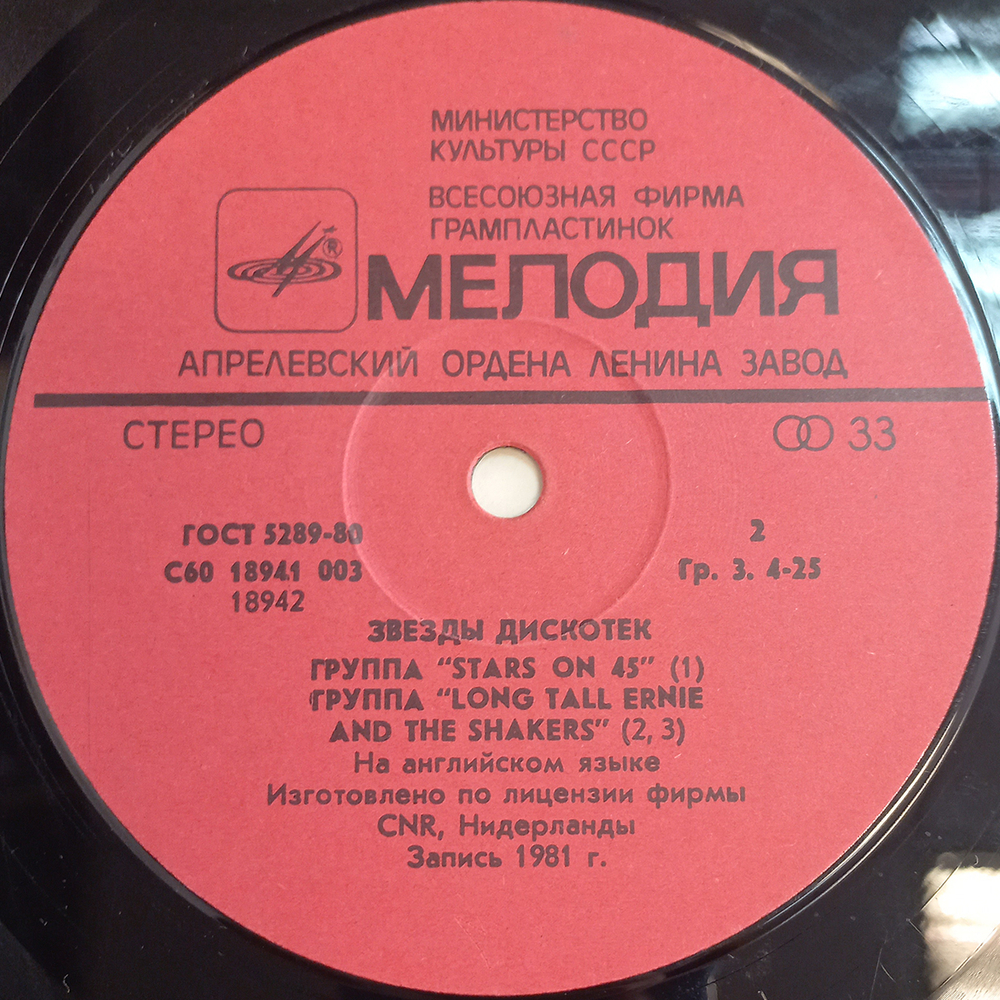 МИНИСТЕРСТВО
КУЛЬТУРЫ СССР
ВСЕСОЮЗНАЯ ФИРМА
ГРАМПЛАСТИНОК
®
МЕЛОДИЯ
АПРЕЛЕВСКИЙ ОРДЕНА ЛЕНИНА ЗАВОД
СТЕРЕО
33
ГОСТ 5289-80
2
С60 18941 003
Гр. 3. 4-25
18942
ЗВЕЗДЫ ДИСКОТЕК
ГРУППА "STARS ON 45" (1)
ГРУППА "LONG TALL ERNIE
AND THE SHAKERS" (2, 3)
На английском языке
Изготовлено по лицензии фирмы
CNR, Нидерланды
Запись 1981 г.